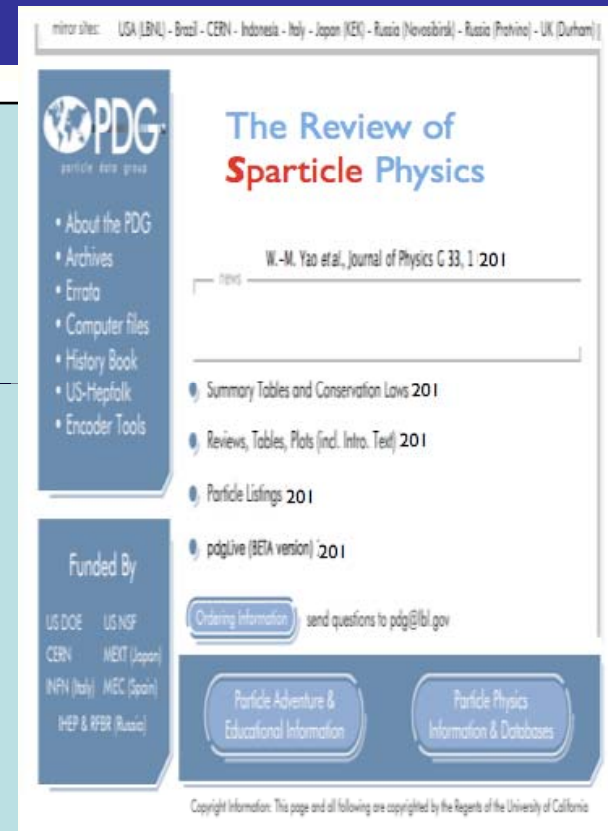 mirror sites: USA (LBNL) - Brazil - CERN - Indonesia - Italy - Japan (KEK) - Russia (Novosibirsk) - Russia (Protvino) - UK (Durham)
PDG
particle data group
• About the PDG
• Archives
• Errata
• Computer files
• History Book
• US-Hepfolk
• Encoder Tools
The Review of
Sparticle Physics
W.-M. Yao et al., Journal of Physics G 33, 1 201
news
Summary Tables and Conservation Laws 201
Reviews, Tables, Plots (incl. Intro. Text) 201
Particle Listings 201
pdgLive (BETA version) 201
Ordering Information send questions to pdg@lbl.gov
Funded By
US DOE US NSF
CERN MEXT (Japan)
INFN (Italy) MEC (Spain)
IHEP & RFBR (Russia)
Particle Adventure &
Educational Information
Particle Physics
Information & Databases
Copyright Information: This page and all following are copyrighted by the Regents of the University of California